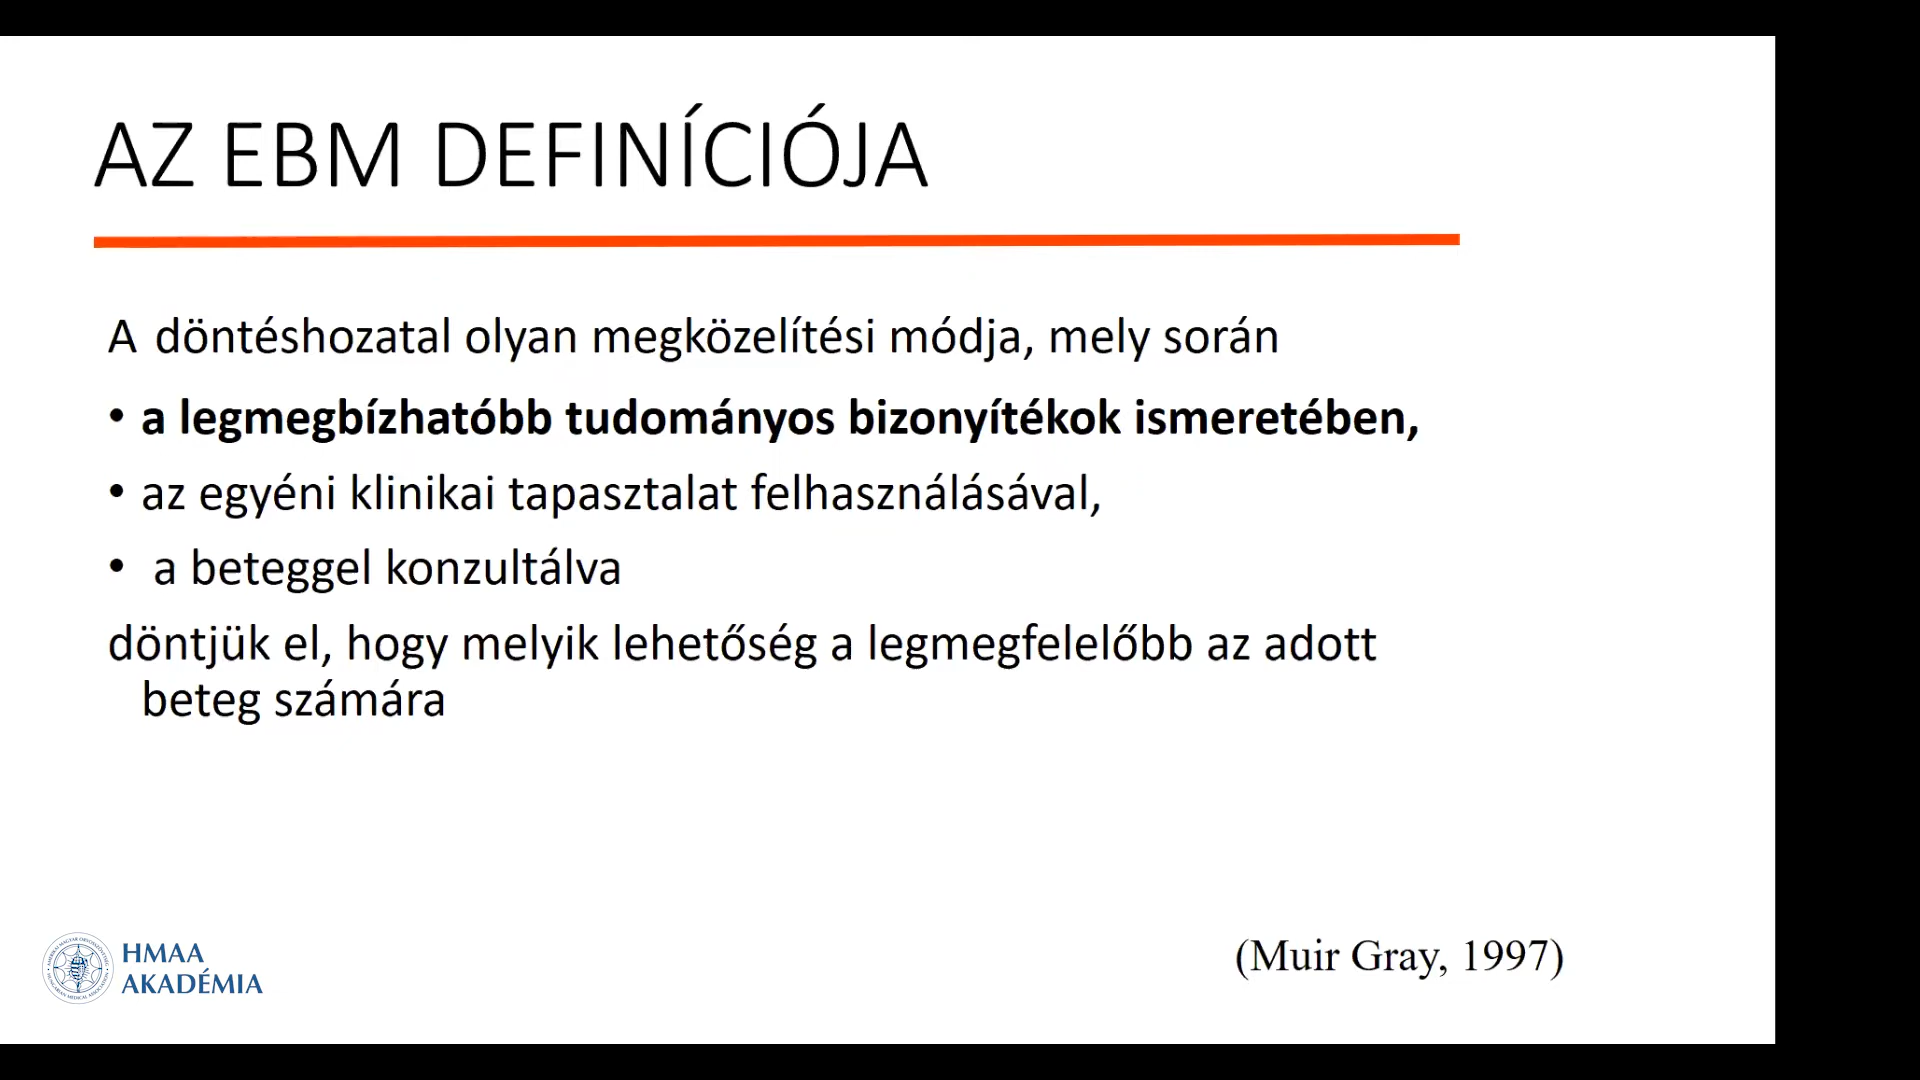 AZ EBM DEFINÍCIÓJA
A döntéshozatal olyan megközelítési módja, mely során
• a legmegbízhatóbb tudományos bizonyítékok ismeretében,
• az egyéni klinikai tapasztalat felhasználásával,
• a beteggel konzultálva
döntjük el, hogy melyik lehetőség a legmegfelelőbb az adott
beteg számára
HMAA
AKADÉMIA
(Muir Gray, 1997)